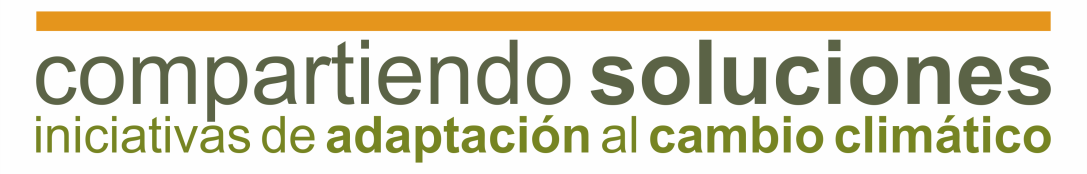 compartiendo soluciones
iniciativas de adaptación al cambio climático